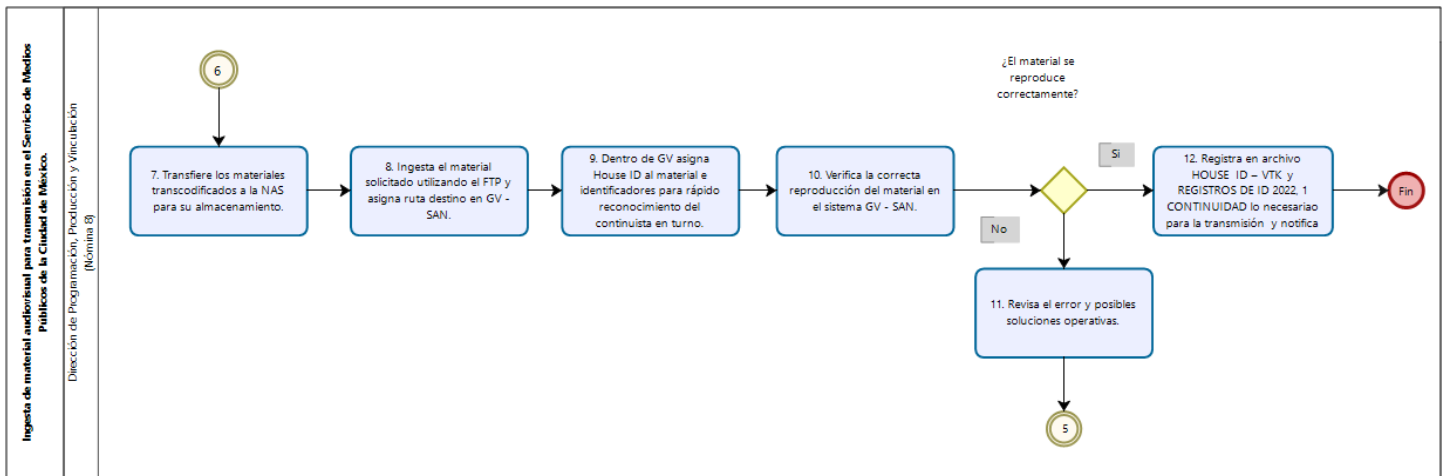 Ingesta de material audiovisual para transmisión en el Servicio de Medios
Públicos de la Ciudad de México.
Dirección de Programación, Producción y Vinculación
(Nómina 8)
6
7. Transfiere los materiales
transcodificados a la NAS
para su almacenamiento.
8. Ingesta el material
solicitado utilizando el FTP y
asigna ruta destino en GV -
SAN.
9. Dentro de GV asigna
House ID al material e
identificadores para rápido
reconocimiento del
continuista en turno.
10. Verifica la correcta
reproducción del material en
el sistema GV - SAN.
¿El material se
reproduce
correctamente?
Si
12. Registra en archivo
HOUSE ID – VTK y
REGISTROS DE ID 2022, 1
CONTINUIDAD lo necesariao
para la transmisión y notifica
Fin
No
11. Revisa el error y posibles
soluciones operativas.
5